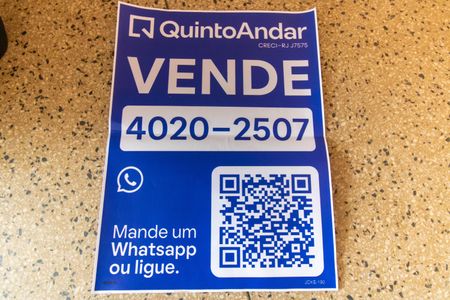 QuintoAndar
CRECI-RJ J7575
VENDE
4020-2507
Mande um
Whatsapp
ou ligue.